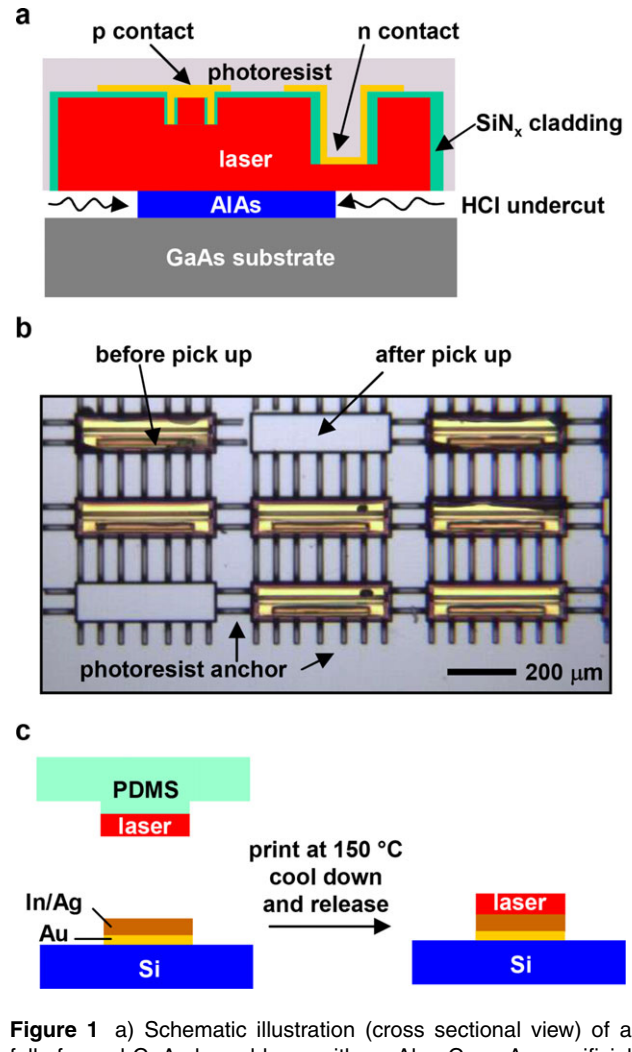 a
p contact
n contact
photoresist
SiNx cladding
laser
AlAs
HCl undercut
GaAs substrate
b
before pick up
after pick up
photoresist anchor
200 μm
c
PDMS
laser
print at 150 °C
cool down
and release
In/Ag
Au
Si
laser
Si
Figure 1 a) Schematic illustration (cross sectional view) of a